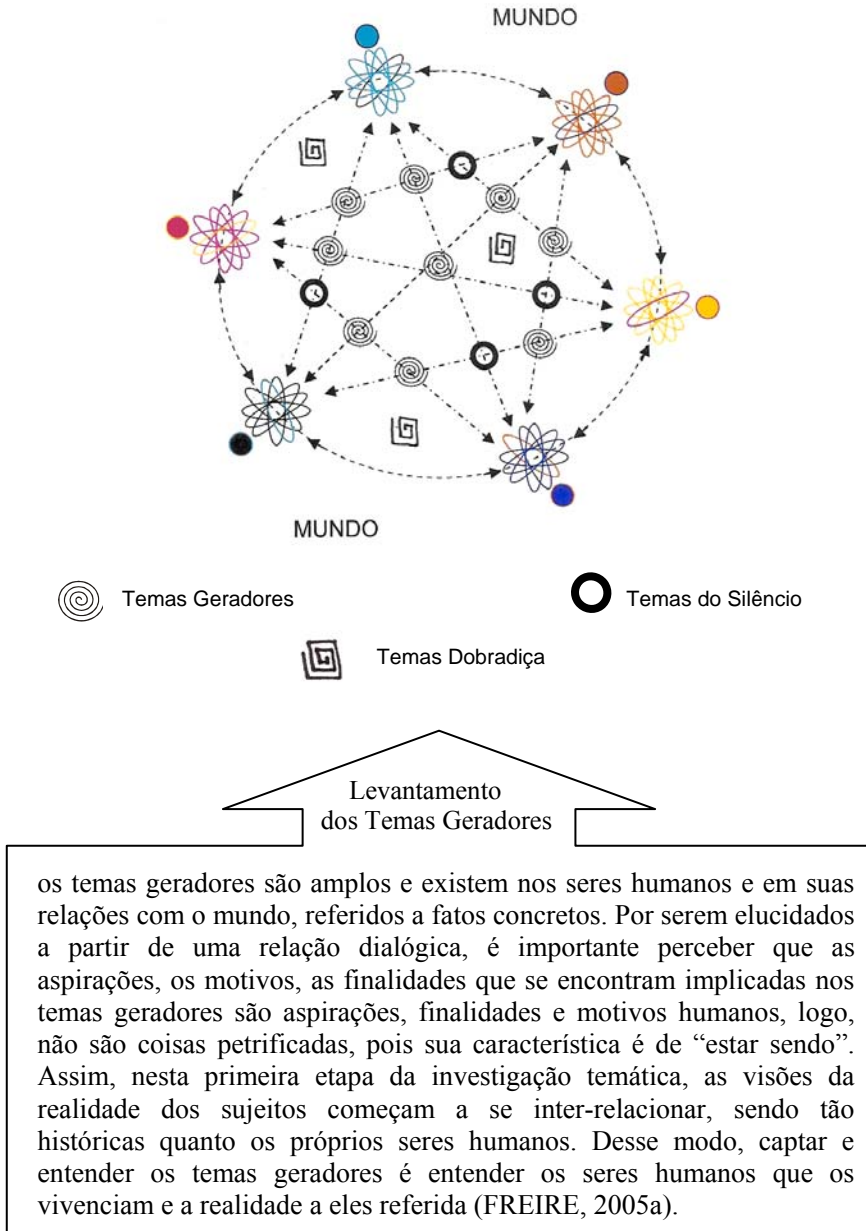 MUNDO
MUNDO
Temas Geradores
Temas do Silêncio
Temas Dobradiça
Levantamento
dos Temas Geradores
os temas geradores são amplos e existem nos seres humanos e em suas
relações com o mundo, referidos a fatos concretos. Por serem elucidados
a partir de uma relação dialógica, é importante perceber que as
aspirações, os motivos, as finalidades que se encontram implicadas nos
temas geradores são aspirações, finalidades e motivos humanos, logo,
não são coisas petrificadas, pois sua característica é de “estar sendo”.
Assim, nesta primeira etapa da investigação temática, as visões da
realidade dos sujeitos começam a se inter-relacionar, sendo tão
históricas quanto os próprios seres humanos. Desse modo, captar e
entender os temas geradores é entender os seres humanos que os
vivenciam e a realidade a eles referida (FREIRE, 2005a).